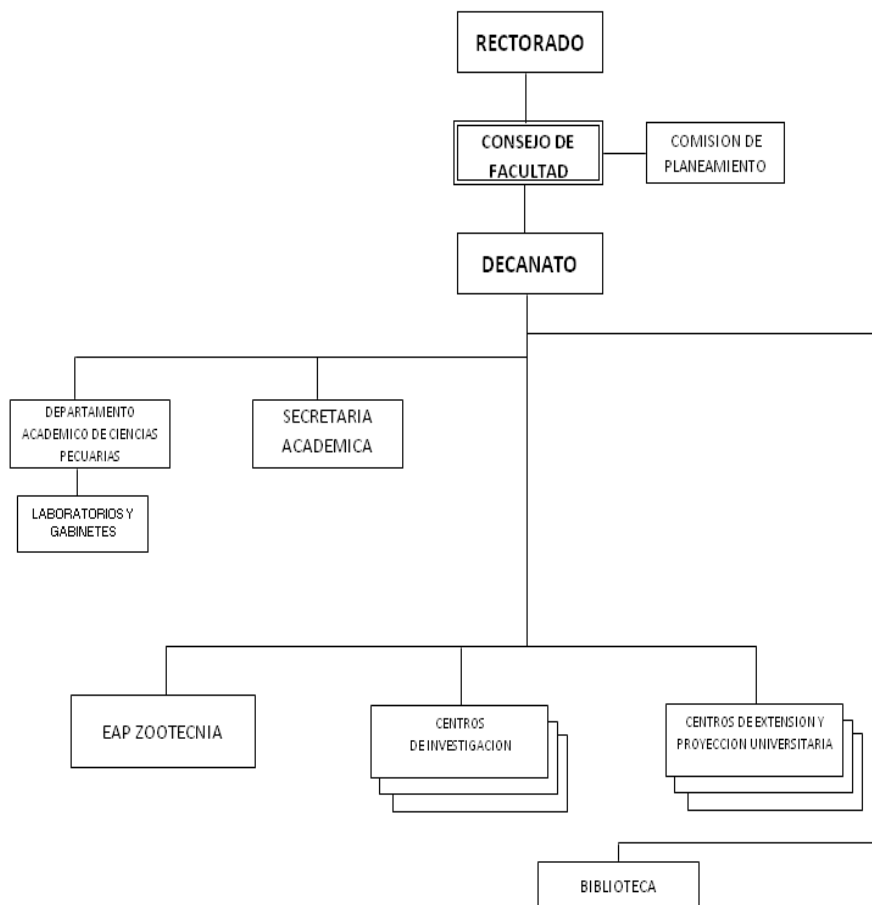 RECTORADO
CONSEJO DE
FACULTAD
COMISION DE
PLANEAMIENTO
DECANATO
DEPARTAMENTO
ACADEMICO DE CIENCIAS
PECUARIAS
SECRETARIA
ACADEMICA
LABORATORIOS Y
GABINETES
EAP ZOOTECNIA
CENTROS
DE INVESTIGACION
CENTROS DE EXTENSION Y
PROYECCION UNIVERSITARIA
BIBLIOTECA